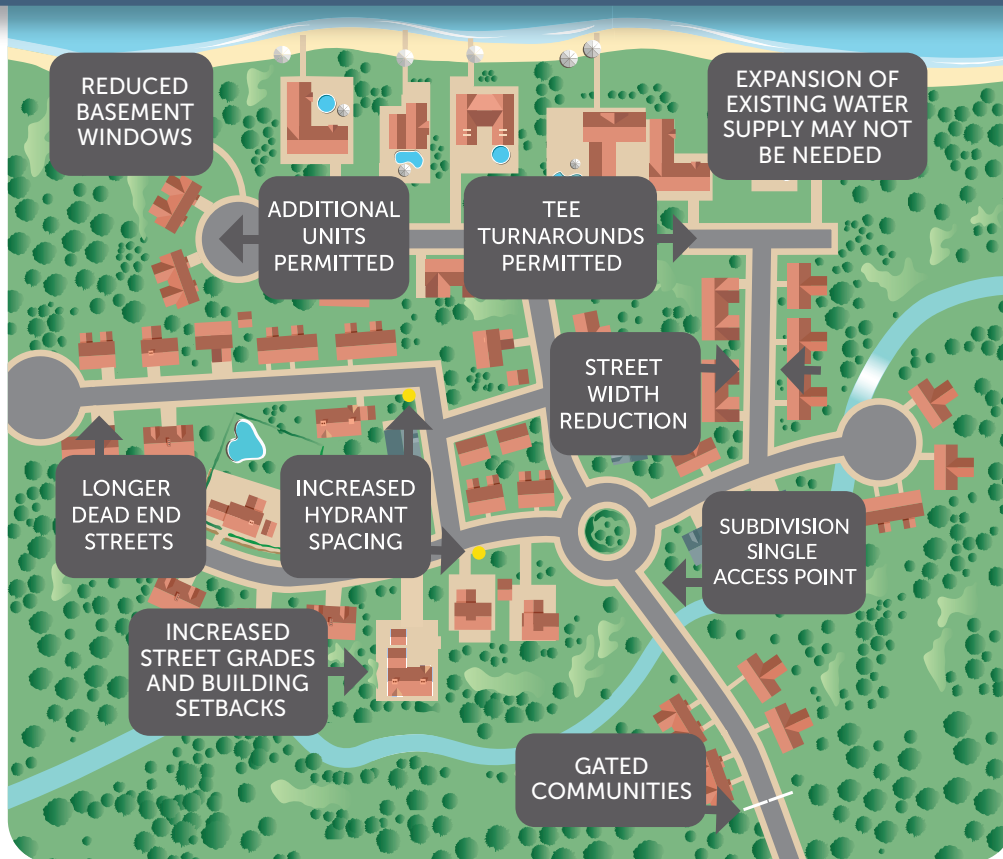 REDUCED
BASEMENT
WINDOWS
EXPANSION OF
EXISTING WATER
SUPPLY MAY NOT
BE NEEDED
ADDITIONAL
UNITS
PERMITTED
TEE
TURNAROUNDS
PERMITTED
STREET
WIDTH
REDUCTION
LONGER
DEAD END
STREETS
INCREASED
HYDRANT
SPACING
SUBDIVISION
SINGLE
ACCESS POINT
INCREASED
STREET GRADES
AND BUILDING
SETBACKS
GATED
COMMUNITIES